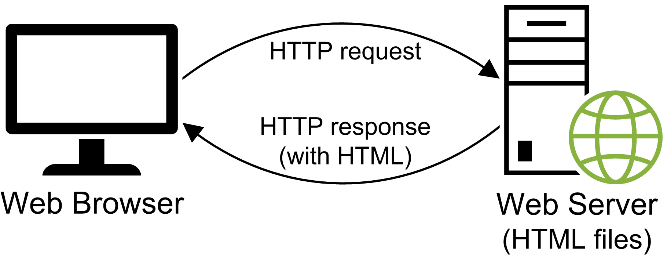 HTTP request
HTTP response
(with HTML)
Web Browser
Web Server
(HTML files)